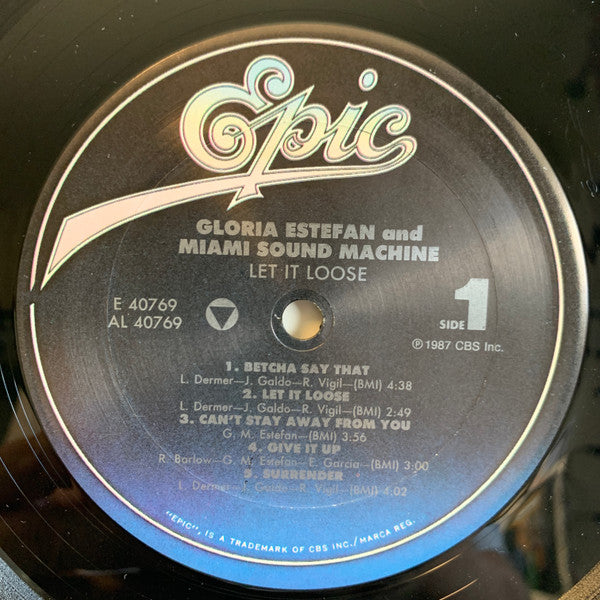 Epic
GLORIA ESTEFAN and
MIAMI SOUND MACHINE
LET IT LOOSE
E 40769
AL 40769
SIDE 1
℗ 1987 CBS Inc.
1. BETCHA SAY THAT
L. Dermer—J. Galdo—R. Vigil—(BMI) 4:38
2. LET IT LOOSE
L. Dermer—J. Galdo—R. Vigil—(BMI) 2:49
3. CAN'T STAY AWAY FROM YOU
G. M. Estefan—(BMI) 3:56
4. GIVE IT UP
R. Barlow—G. M. Estefan—E. Garcia—(BMI) 3:00
5. SURRENDER
L. Dermer—J. Galdo—R. Vigil—(BMI) 4:02
"EPIC", IS A TRADEMARK OF CBS INC./MARCA REG.